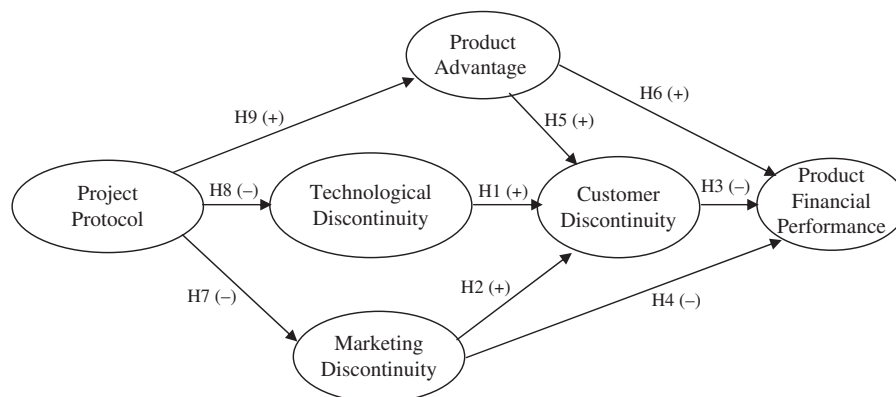 Product
Advantage
H6 (+)
H9 (+)
H5 (+)
Project
Protocol
H8 (–)
Technological
Discontinuity
H1 (+)
Customer
Discontinuity
H3 (–)
Product
Financial
Performance
H7 (–)
H2 (+)
H4 (–)
Marketing
Discontinuity